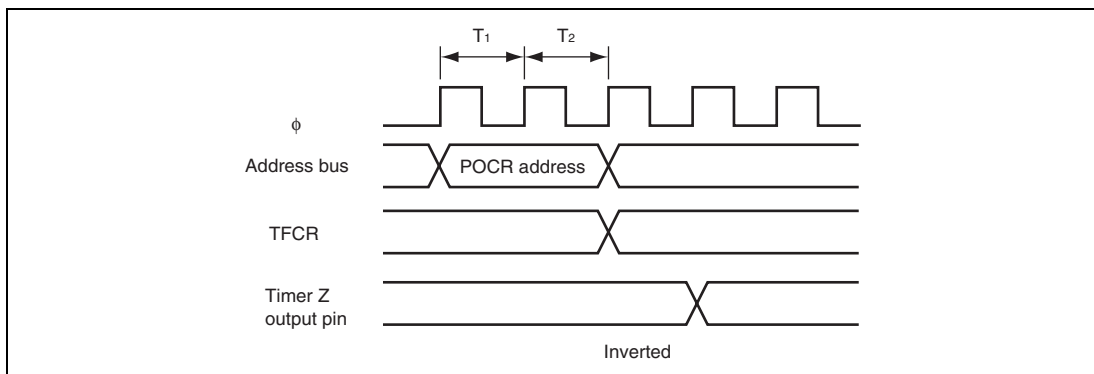 T1 T2
ϕ
Address bus
POCR address
TFCR
Timer Z
output pin
Inverted